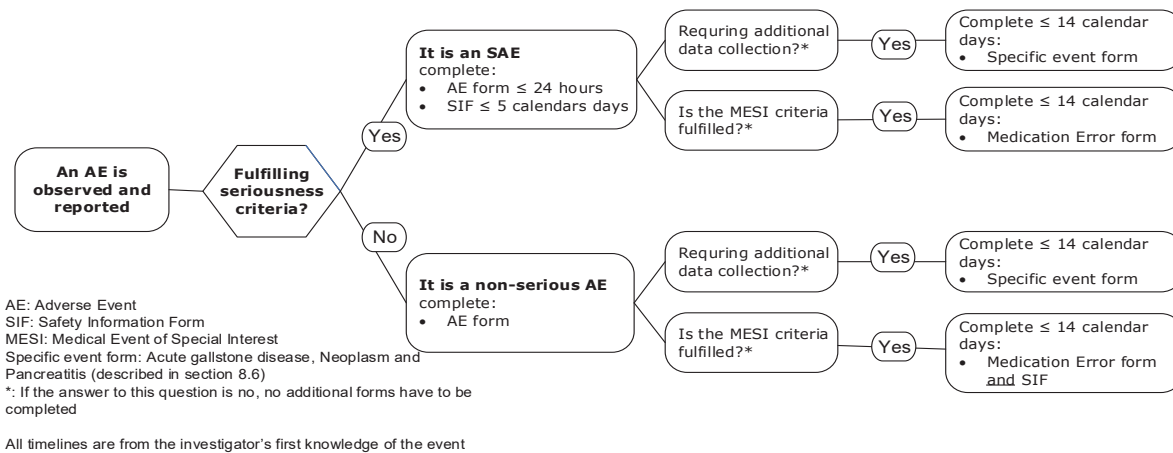 An AE is
observed and
reported
Fulfilling
seriousness
criteria?
Yes
No
It is an SAE
complete:
• AE form ≤ 24 hours
• SIF ≤ 5 calendars days
Requring additional
data collection?*
Yes
Complete ≤ 14 calendar
days:
• Specific event form
Is the MESI criteria
fulfilled?*
Yes
Complete ≤ 14 calendar
days:
• Medication Error form
It is a non-serious AE
complete:
• AE form
Requring additional
data collection?*
Yes
Complete ≤ 14 calendar
days:
• Specific event form
Is the MESI criteria
fulfilled?*
Yes
Complete ≤ 14 calendar
days:
• Medication Error form
and SIF
AE: Adverse Event
SIF: Safety Information Form
MESI: Medical Event of Special Interest
Specific event form: Acute gallstone disease, Neoplasm and
Pancreatitis (described in section 8.6)
*: If the answer to this question is no, no additional forms have to be
completed
All timelines are from the investigator's first knowledge of the event